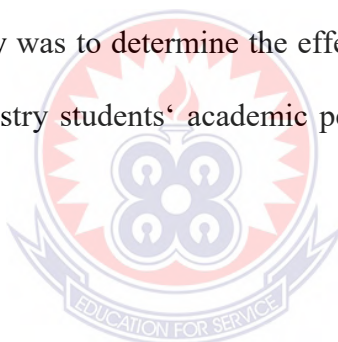 y was to determine the effe
stry students‘ academic pe
EDUCATION FOR SERVICE